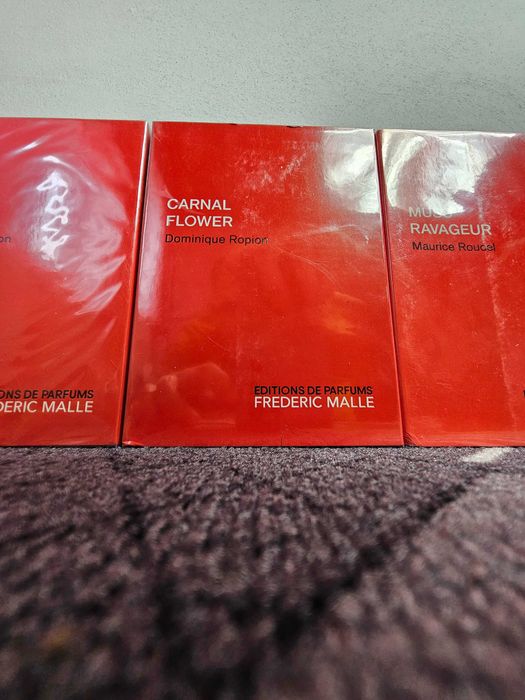 CARNAL
FLOWER
Dominique Ropion
EDITIONS DE PARFUMS
FREDERIC MALLE
RAVAGEUR
Maurice Roucel
ONS DE PARFUMS
DERIC MALLE